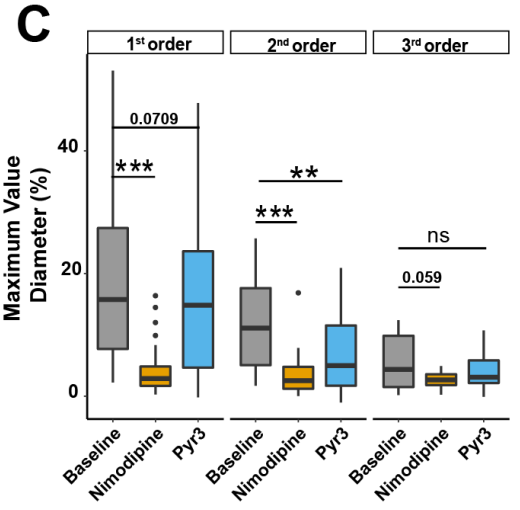 C
1st order
2nd order
3rd order
Maximum Value
Diameter (%)
40
20
0
0.0709
***
**
***
ns
0.059
Baseline
Nimodipine
Pyr3
Baseline
Nimodipine
Pyr3
Baseline
Nimodipine
Pyr3